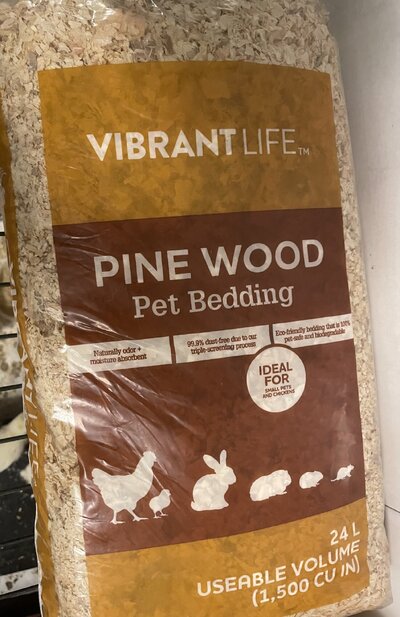 VIBRANTLIFE™
PINE WOOD
Pet Bedding
Naturally odor +
moisture absorbent
99.9% dust-free due to our
triple-screening process
Eco-friendly bedding that is 100%
pet-safe and biodegradable
IDEAL
FOR
SMALL PETS
AND CHICKENS
24 L
USEABLE VOLUME
(1,500 CU IN)